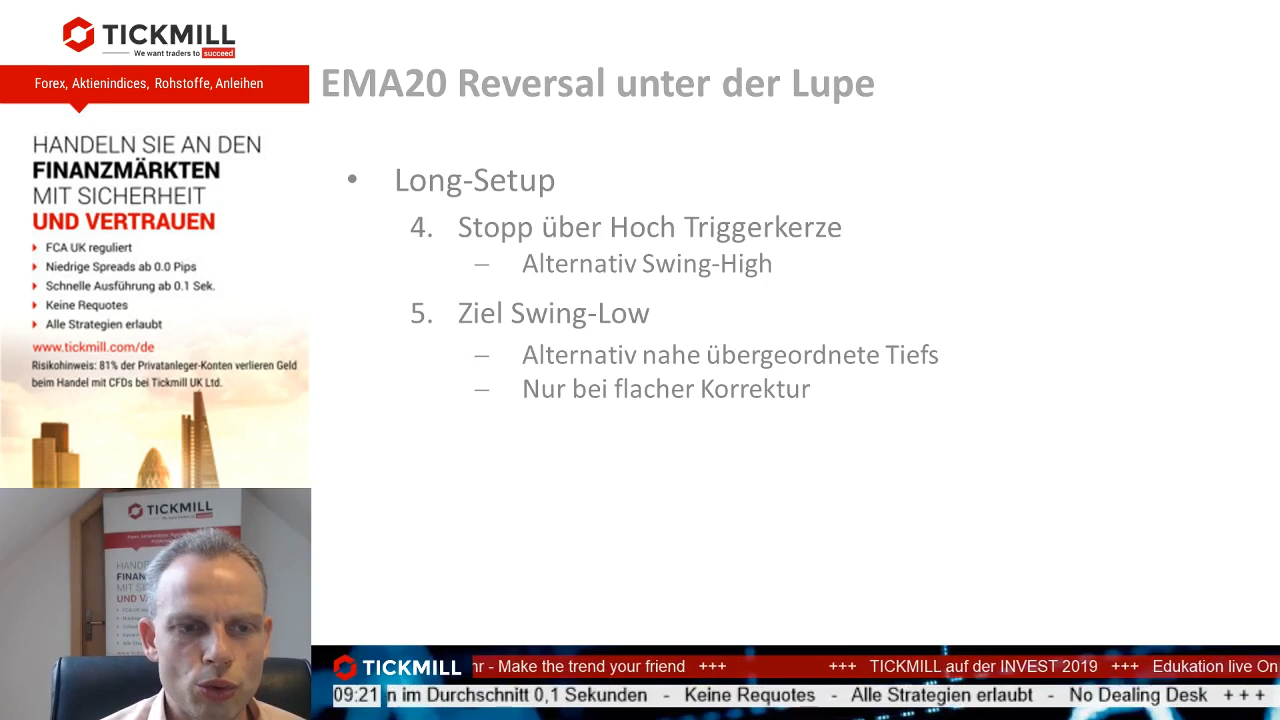 TICKMILL
We want traders to succeed
Forex, Aktienindices, Rohstoffe, Anleihen
HANDELN SIE AN DEN
FINANZMÄRKTEN
MIT SICHERHEIT
UND VERTRAUEN
FCA UK reguliert
Niedrige Spreads ab 0.0 Pips
Schnelle Ausführung ab 0.1 Sek.
Keine Requotes
Alle Strategien erlaubt
www.tickmill.com/de
Risikohinweis: 81% der Privatanleger-Konten verlieren Geld
beim Handel mit CFDs bei Tickmill UK Ltd.
EMA20 Reversal unter der Lupe
• Long-Setup
4. Stopp über Hoch Triggerkerze
– Alternativ Swing-High
5. Ziel Swing-Low
– Alternativ nahe übergeordnete Tiefs
– Nur bei flacher Korrektur
TICKMILL
HANDE
FINAN
MIT SI
UND V
TICKMILL
hr - Make the trend your friend +++ +++ TICKMILL auf der INVEST 2019 +++ Edukation live On
09:21 n im Durchschnitt 0,1 Sekunden - Keine Requotes - Alle Strategien erlaubt - No Dealing Desk + + +